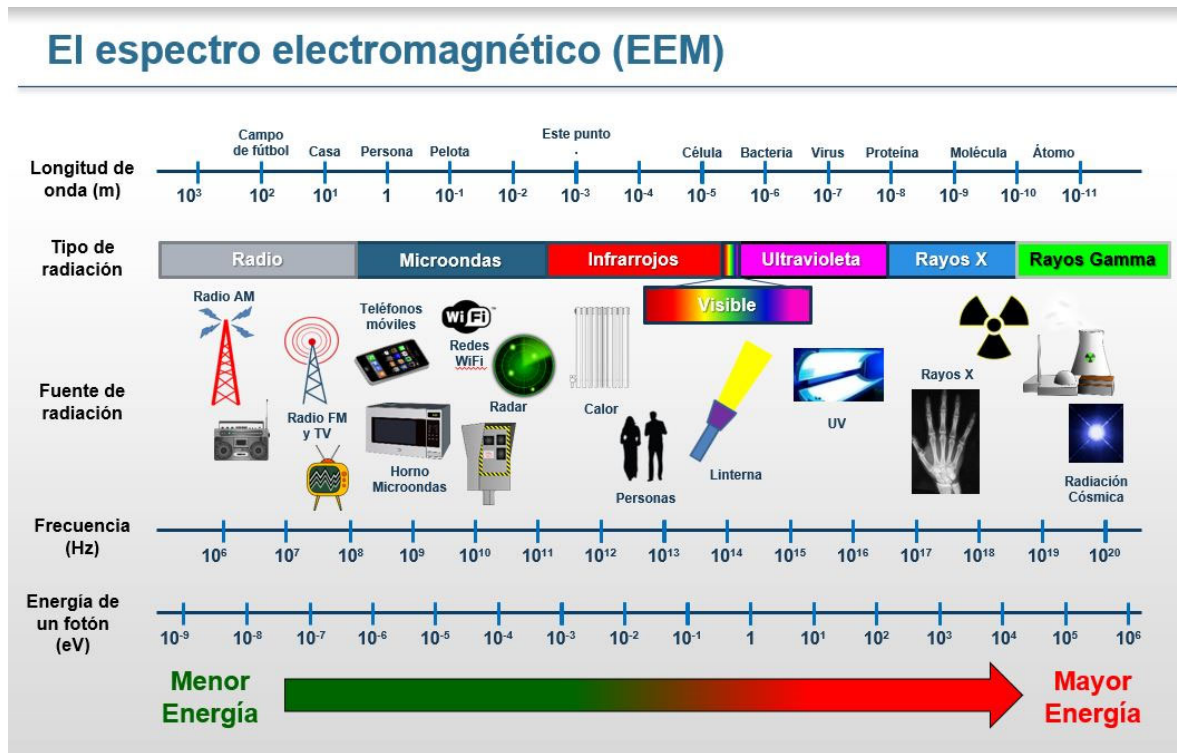 El espectro electromagnético (EEM)
Longitud de
onda (m)
Campo
de fútbol
Casa
Persona
Pelota
Este punto
.
Célula
Bacteria
Virus
Proteína
Molécula
Átomo
10³ 10² 10¹ 1 10⁻¹ 10⁻² 10⁻³ 10⁻⁴ 10⁻⁵ 10⁻⁶ 10⁻⁷ 10⁻⁸ 10⁻⁹ 10⁻¹⁰ 10⁻¹¹
Tipo de
radiación
Radio
Microondas
Infrarrojos
Ultravioleta
Rayos X
Rayos Gamma
Visible
Fuente de
radiación
Radio AM
Radio FM
y TV
Teléfonos
móviles
Horno
Microondas
WiFi
Redes
WiFi
Radar
Calor
Personas
Linterna
UV
Rayos X
Radiación
Cósmica
Frecuencia
(Hz)
10⁶ 10⁷ 10⁸ 10⁹ 10¹⁰ 10¹¹ 10¹² 10¹³ 10¹⁴ 10¹⁵ 10¹⁶ 10¹⁷ 10¹⁸ 10¹⁹ 10²⁰
Energía de
un fotón
(eV)
10⁻⁹ 10⁻⁸ 10⁻⁷ 10⁻⁶ 10⁻⁵ 10⁻⁴ 10⁻³ 10⁻² 10⁻¹ 1 10¹ 10² 10³ 10⁴ 10⁵ 10⁶
Menor
Energía
Mayor
Energía